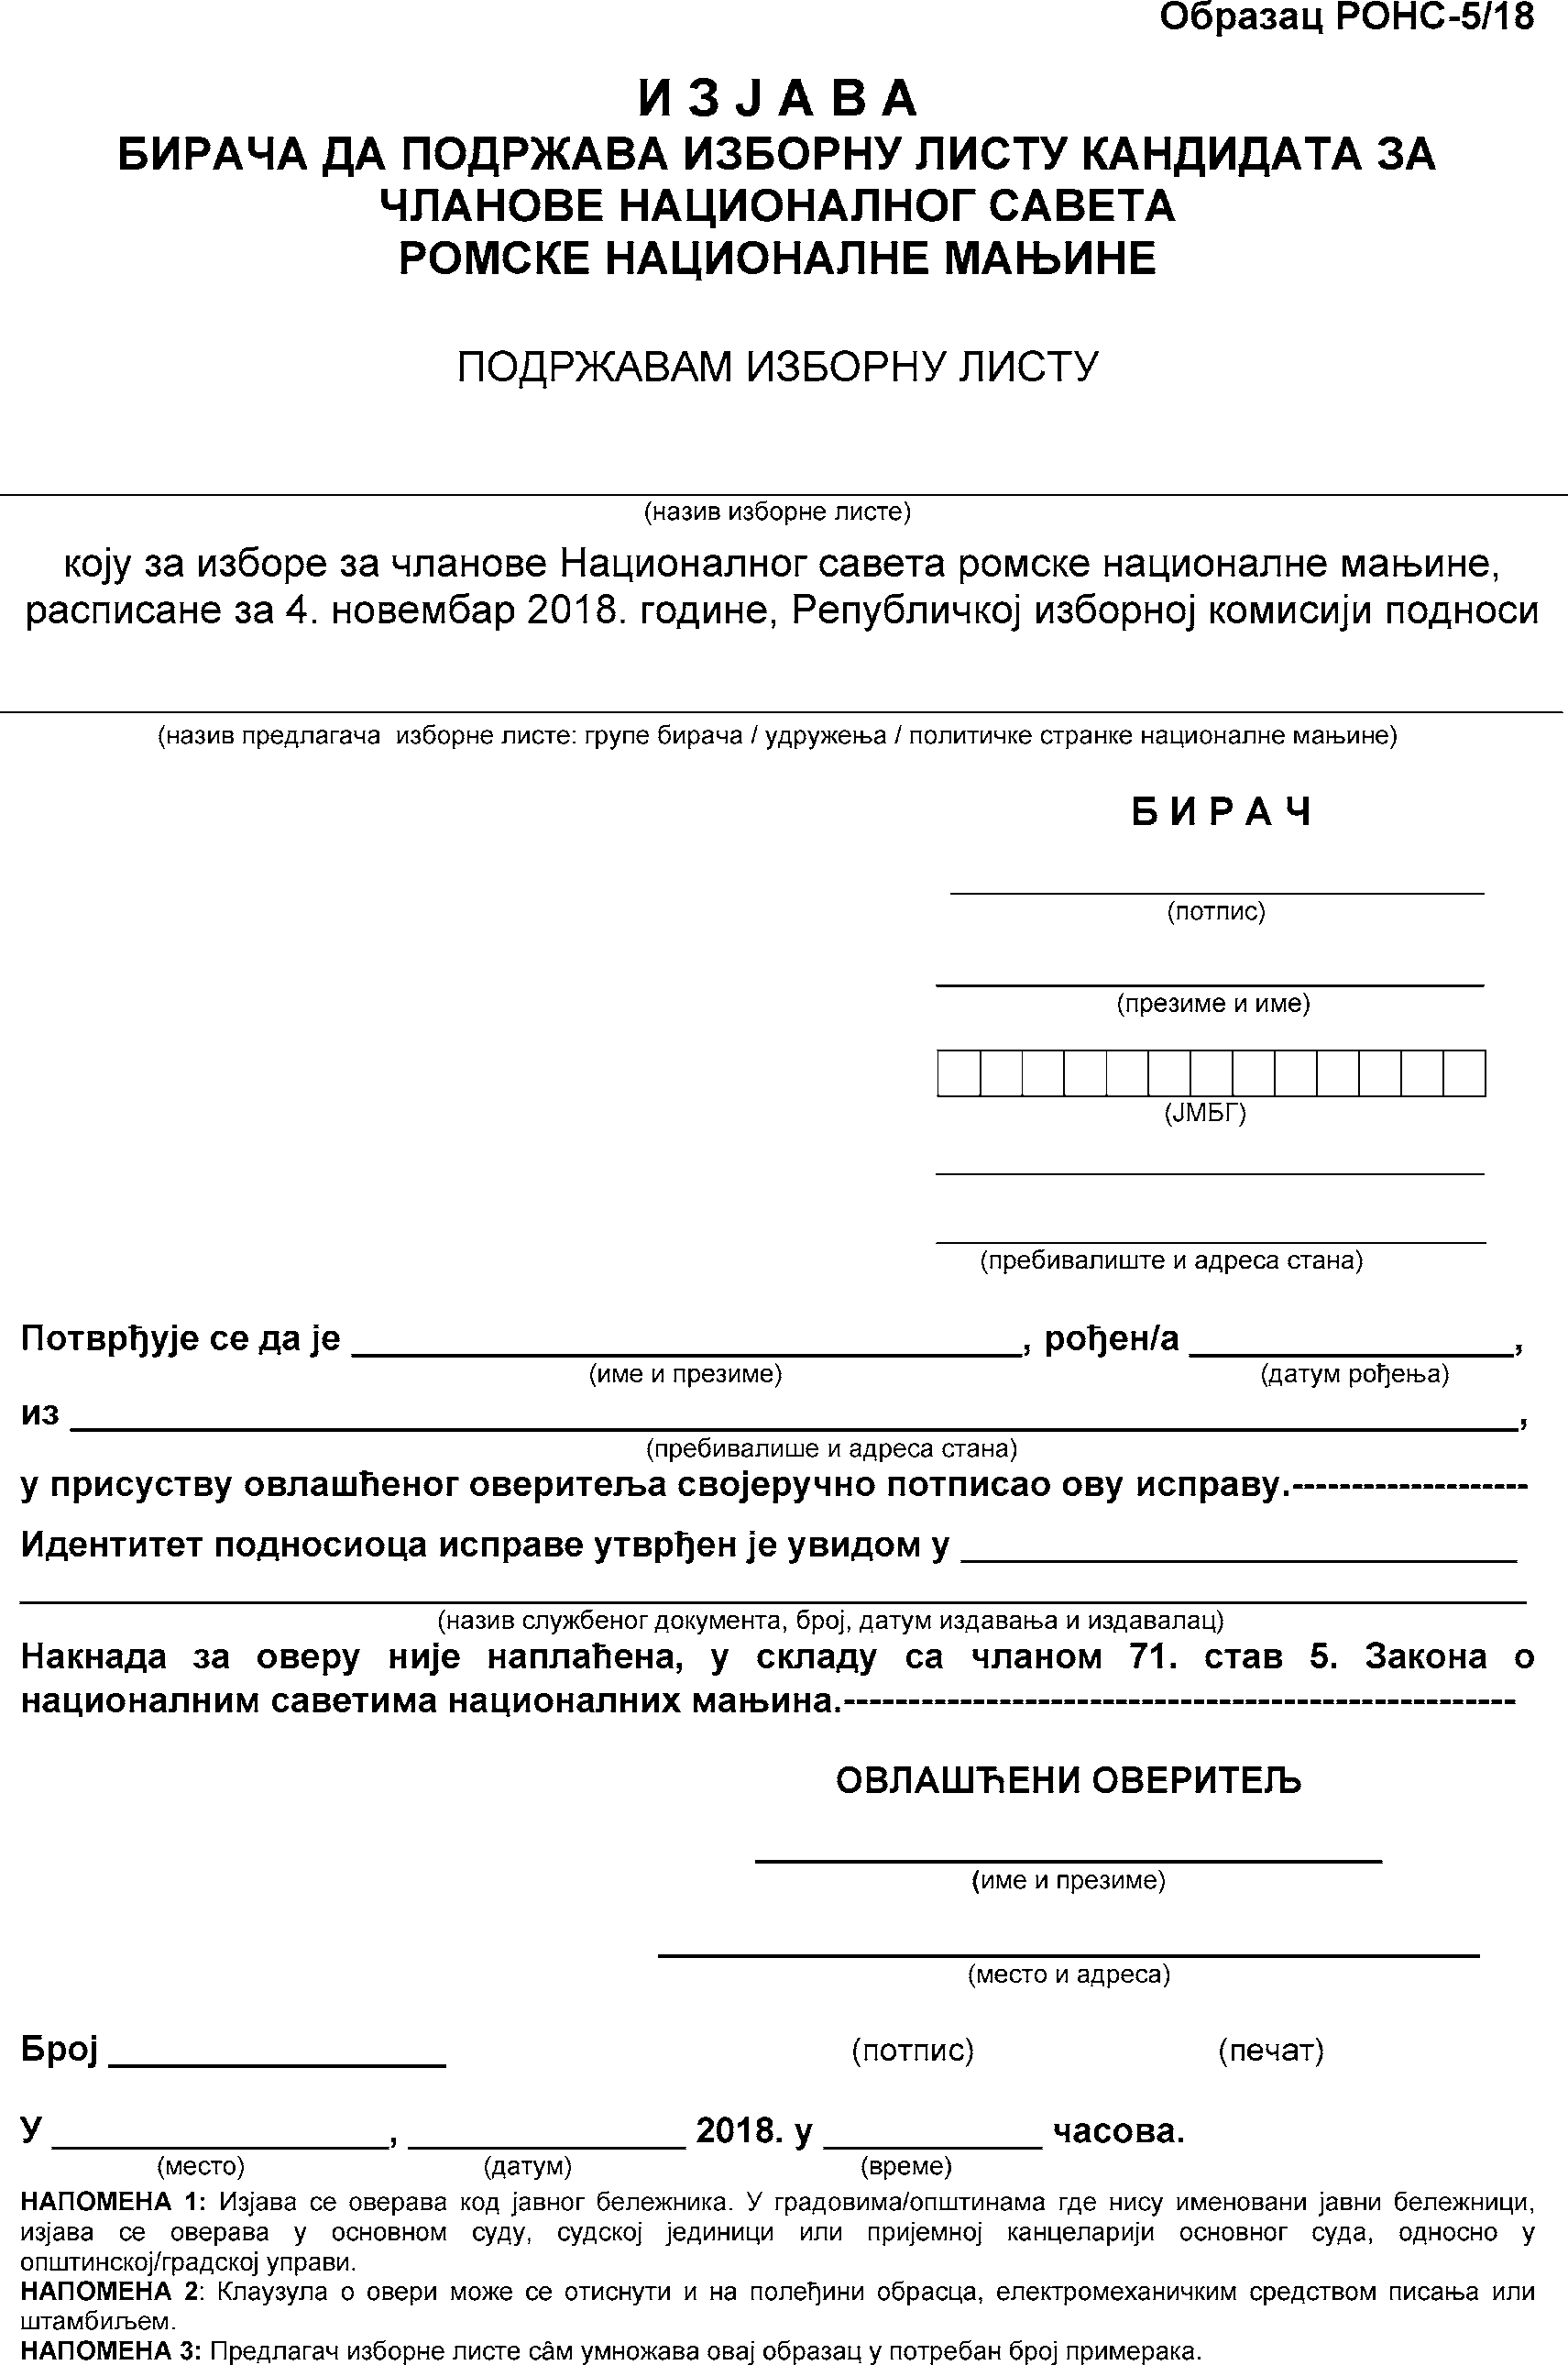 Образац РОНС-5/18
И З Ј А В А
БИРАЧА ДА ПОДРЖАВА ИЗБОРНУ ЛИСТУ КАНДИДАТА ЗА
ЧЛАНОВЕ НАЦИОНАЛНОГ САВЕТА
РОМСКЕ НАЦИОНАЛНЕ МАЊИНЕ
ПОДРЖАВАМ ИЗБОРНУ ЛИСТУ
(назив изборне листе)
коју за изборе за чланове Националног савета ромске националне мањине,
расписане за 4. новембар 2018. године, Републичкој изборној комисији подноси
(назив предлагача  изборне листе: групе бирача / удружења / политичке странке националне мањине)
Б И Р А Ч
(потпис)
(презиме и име)
(ЈМБГ)
(пребивалиште и адреса стана)
Потврђује се да је ____________________, рођен/а __________,
(име и презиме) (датум рођења)
из ____________________,
(пребивалише и адреса стана)
у присуству овлашћеног оверитеља својеручно потписао ову исправу.--------------------
Идентитет подносиоца исправе утврђен је увидом у ____________________
(назив службеног документа, број, датум издавања и издавалац)
Накнада за оверу није наплаћена, у складу са чланом 71. став 5. Закона о
националним саветима националних мањина.----------------------------------------------------
ОВЛАШЋЕНИ ОВЕРИТЕЉ
(име и презиме)
(место и адреса)
Број __________ (потпис) (печат)
У __________, __________ 2018. у __________ часова.
(место) (датум) (време)
НАПОМЕНА 1: Изјава се оверава код јавног бележника. У градовима/општинама где нису именовани јавни бележници,
изјава се оверава у основном суду, судској јединици или пријемној канцеларији основног суда, односно у
општинској/градској управи.
НАПОМЕНА 2: Клаузула о овери може се отиснути и на полеђини обрасца, електромеханичким средством писања или
штамбиљем.
НАПОМЕНА 3: Предлагач изборне листе сâм умножава овај образац у потребан број примерака.